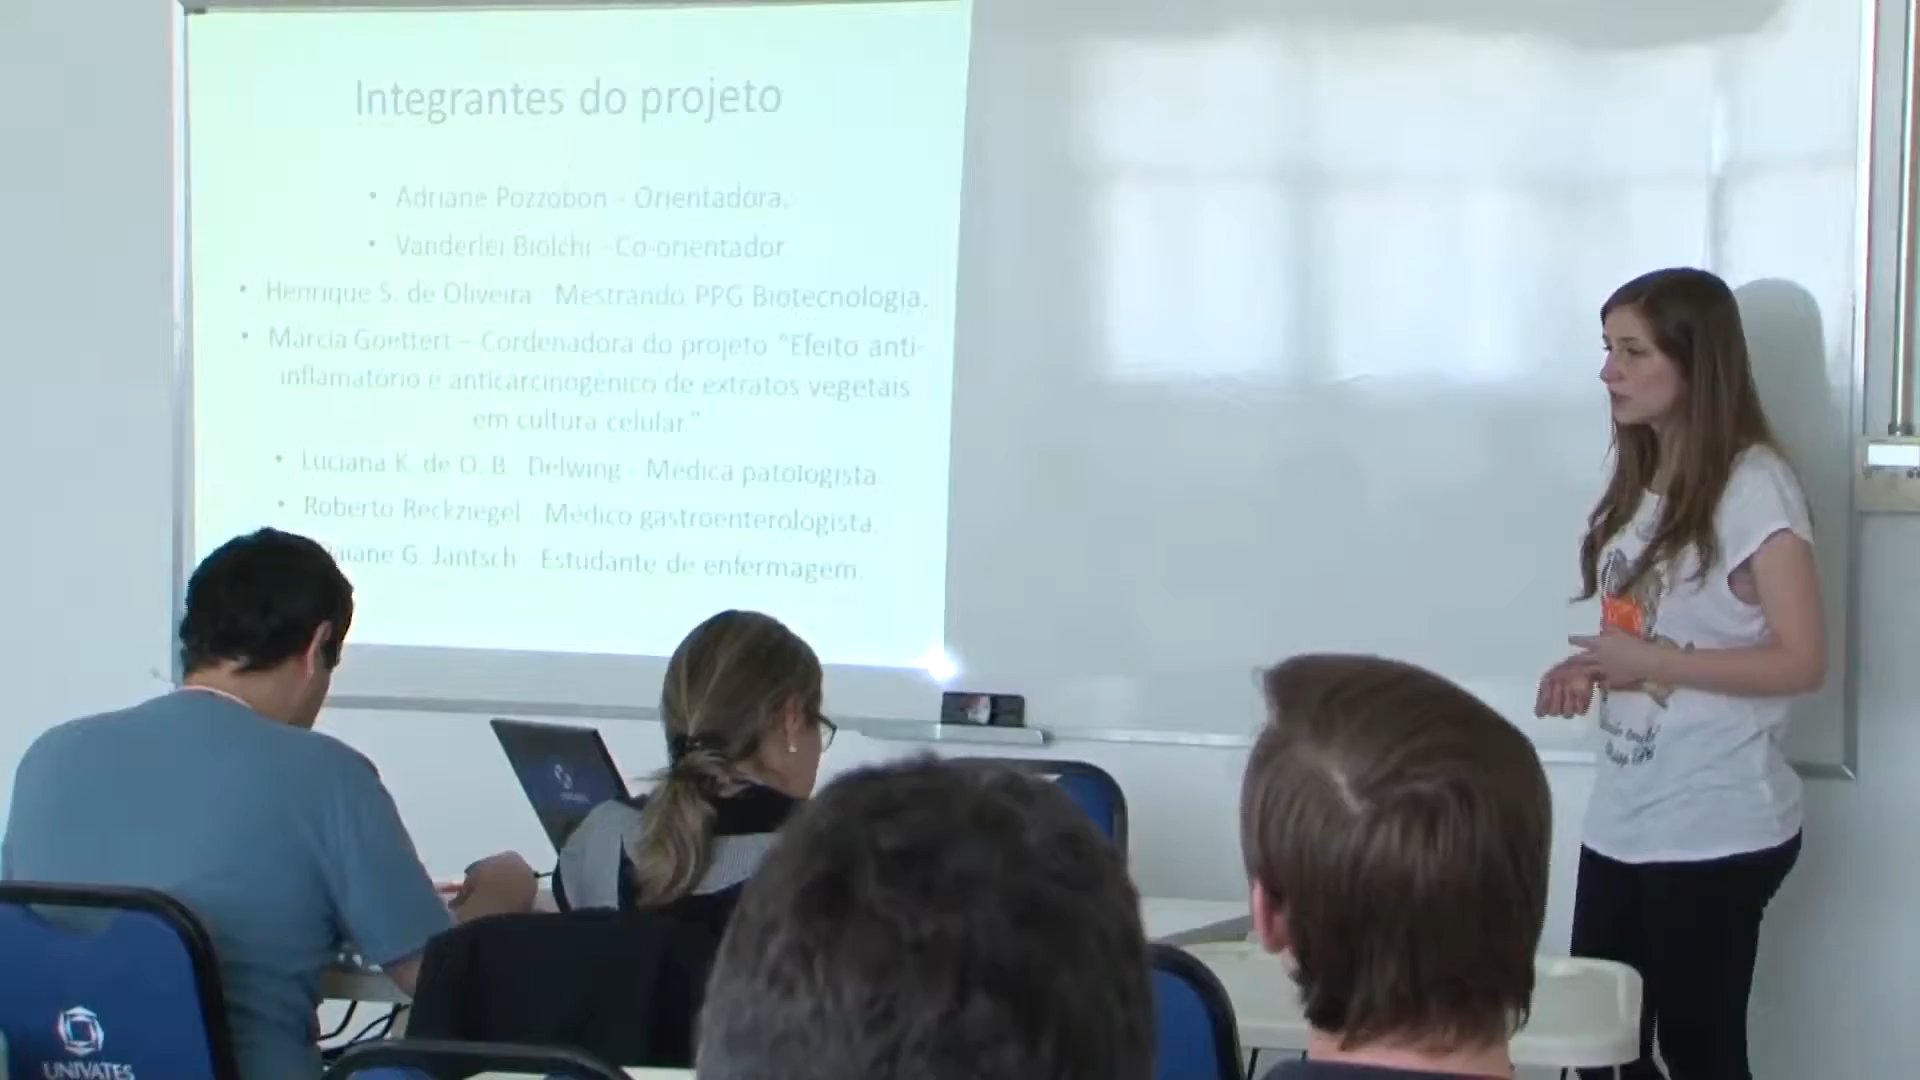 Integrantes do projeto
• Adriane Pozzobon - Orientadora.
• Vanderlei Biolchi - Co-orientador.
• Henrique S. de Oliveira - Mestrando PPG Biotecnologia.
• Márcia Goettert – Cordenadora do projeto "Efeito anti-
inflamatório e anticarcinogênico de extratos vegetais
em cultura celular."
• Luciana K. de O. B. Delwing - Médica patologista.
• Roberto Reckziegel - Médico gastroenterologista.
G. Jantsch - Estudante de enfermagem.
UNIVATES